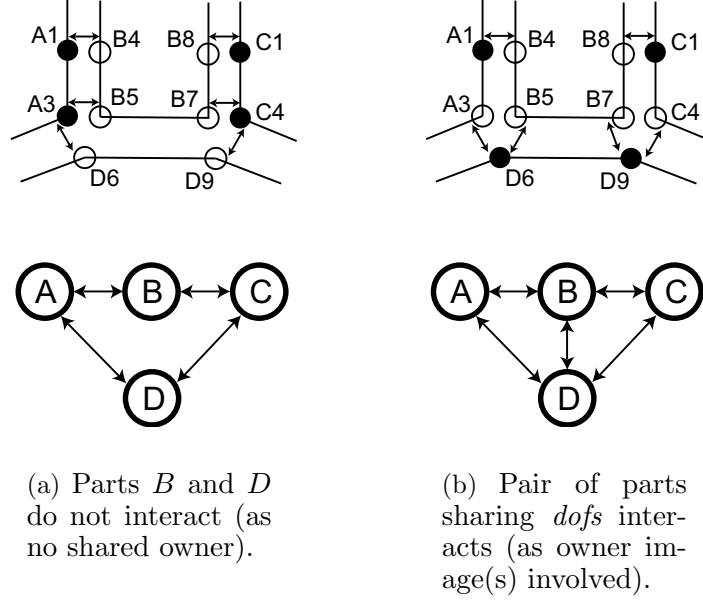 A1 B4 B8 C1 A1 B4 B8 C1
A3 B5 B7 C4 A3 B5 B7 C4
D6 D9 D6 D9
A B C A B C
D D
(a) Parts B and D
do not interact (as
no shared owner).
(b) Pair of parts
sharing dofs inter-
acts (as owner im-
age(s) involved).